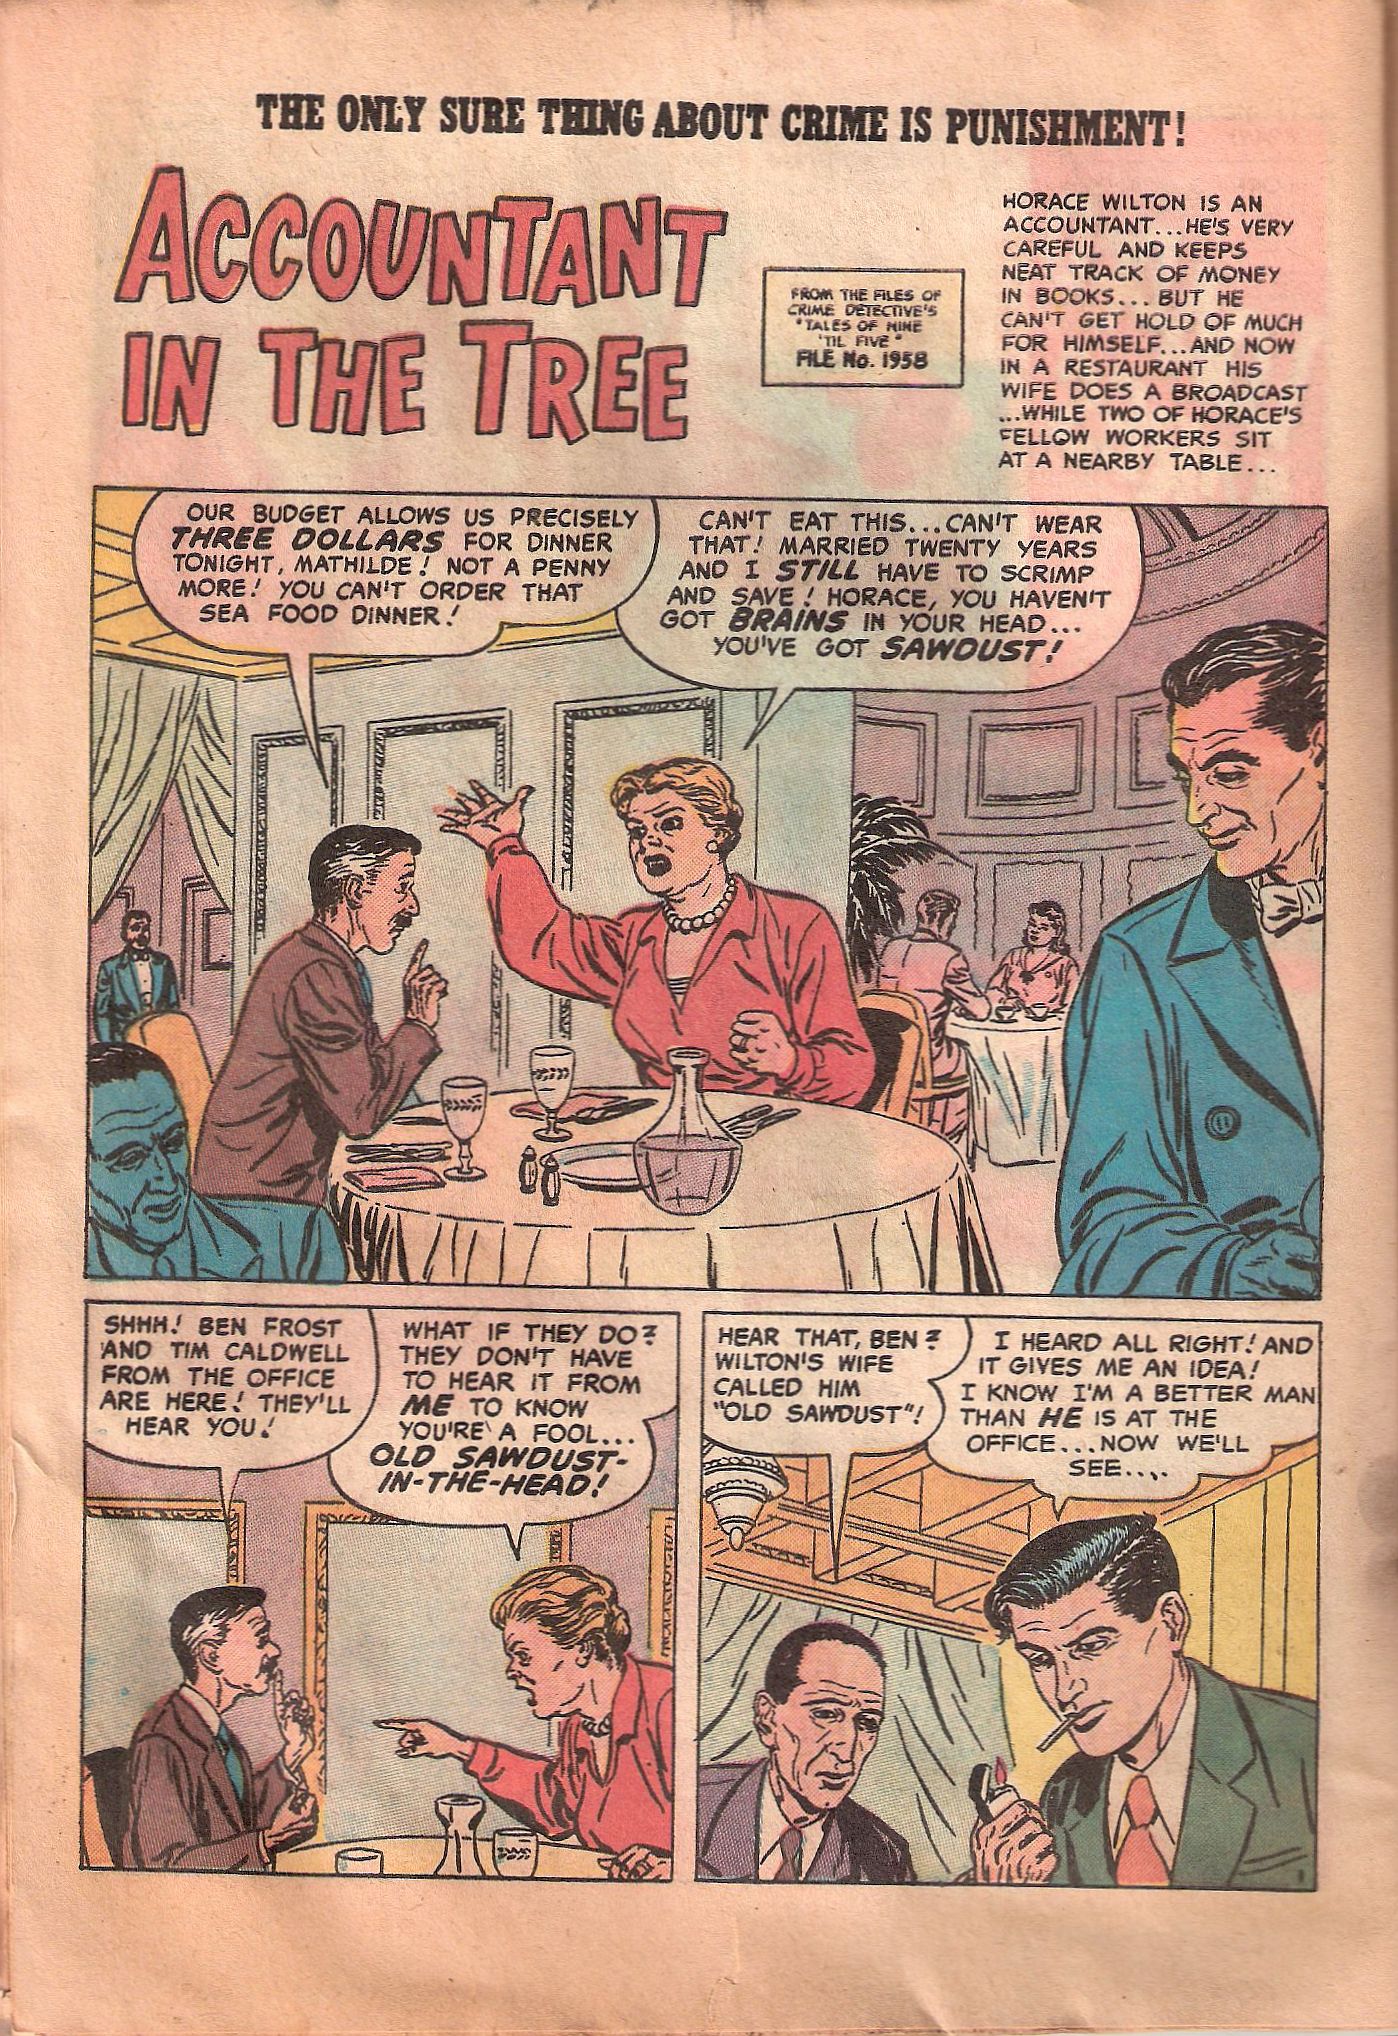 THE ONLY SURE THING ABOUT CRIME IS PUNISHMENT!
ACCOUNTANT
IN THE TREE
FROM THE FILES OF
CRIME DETECTIVE'S
"TALES OF NINE
'TIL FIVE"
FILE No. 1958
HORACE WILTON IS AN
ACCOUNTANT...HE'S VERY
CAREFUL AND KEEPS
NEAT TRACK OF MONEY
IN BOOKS... BUT HE
CAN'T GET HOLD OF MUCH
FOR HIMSELF...AND NOW
IN A RESTAURANT HIS
WIFE DOES A BROADCAST
...WHILE TWO OF HORACE'S
FELLOW WORKERS SIT
AT A NEARBY TABLE...
OUR BUDGET ALLOWS US PRECISELY
THREE DOLLARS FOR DINNER
TONIGHT, MATHILDE! NOT A PENNY
MORE! YOU CAN'T ORDER THAT
SEA FOOD DINNER!
CAN'T EAT THIS...CAN'T WEAR
THAT! MARRIED TWENTY YEARS
AND I STILL HAVE TO SCRIMP
AND SAVE! HORACE, YOU HAVEN'T
GOT BRAINS IN YOUR HEAD...
YOU'VE GOT SAWDUST!
SHHH! BEN FROST
AND TIM CALDWELL
FROM THE OFFICE
ARE HERE! THEY'LL
HEAR YOU!
WHAT IF THEY DO?
THEY DON'T HAVE
TO HEAR IT FROM
ME TO KNOW
YOU'RE A FOOL...
OLD SAWDUST-
IN-THE-HEAD!
HEAR THAT, BEN?
WILTON'S WIFE
CALLED HIM
"OLD SAWDUST"!
I HEARD ALL RIGHT! AND
IT GIVES ME AN IDEA!
I KNOW I'M A BETTER MAN
THAN HE IS AT THE
OFFICE...NOW WE'LL
SEE....
1